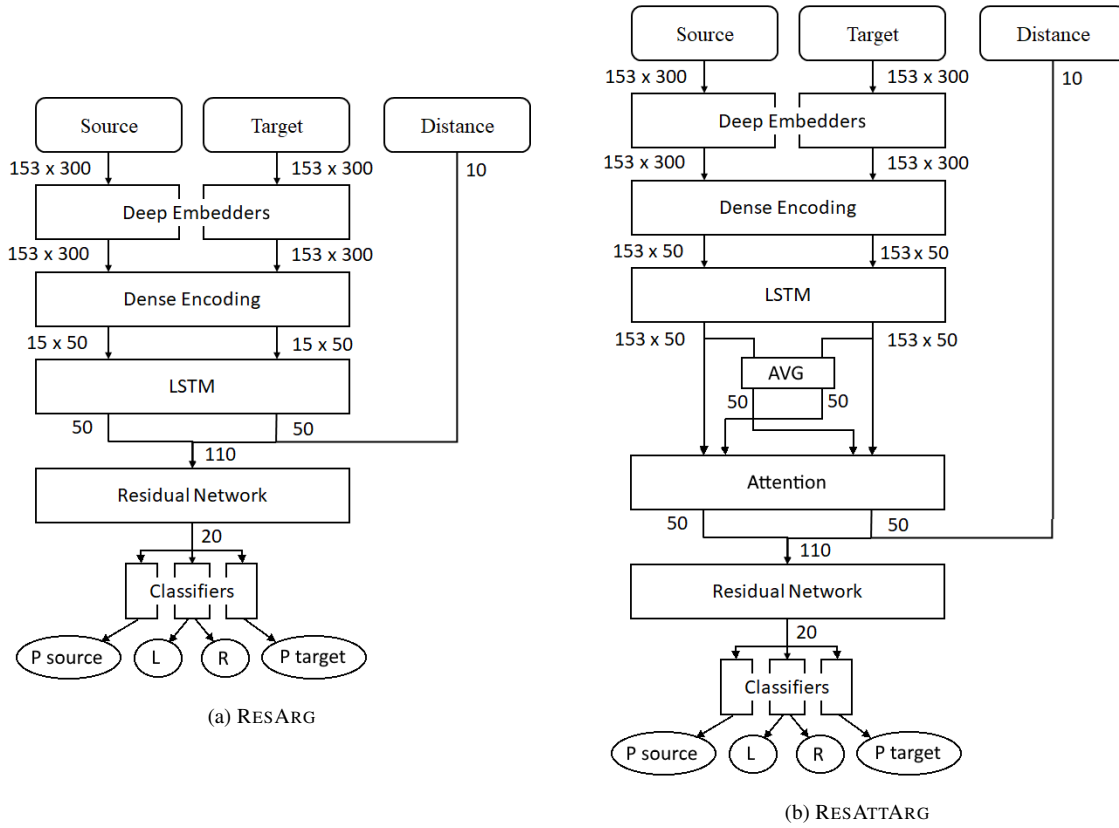 Source
Target
Distance
153 x 300
153 x 300
10
Deep Embedders
153 x 300
153 x 300
Dense Encoding
15 x 50
15 x 50
LSTM
50
50
110
Residual Network
20
Classifiers
P source
L
R
P target
(a) RESARG
Source
Target
Distance
153 x 300
153 x 300
10
Deep Embedders
153 x 300
153 x 300
Dense Encoding
153 x 50
153 x 50
LSTM
153 x 50
153 x 50
AVG
50
50
Attention
50
50
110
Residual Network
20
Classifiers
P source
L
R
P target
(b) RESATTARG